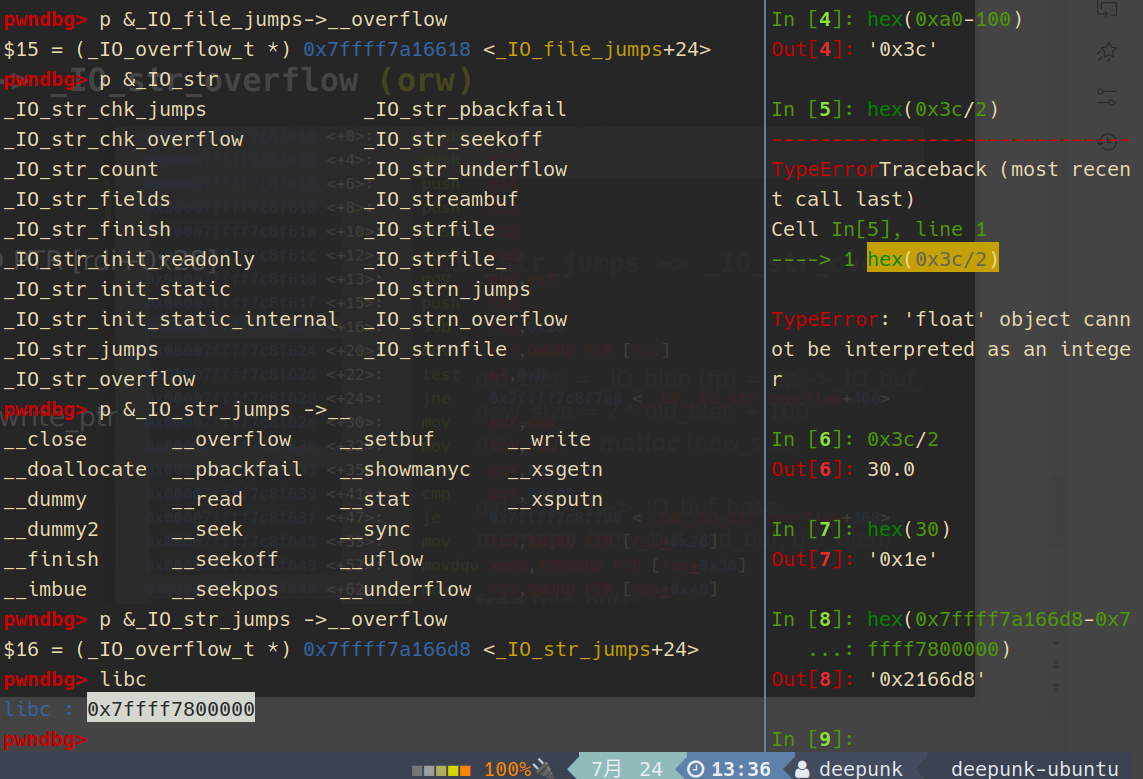 pwndbg> p &_IO_file_jumps->__overflow
$15 = (_IO_overflow_t *) 0x7ffff7a16618 <_IO_file_jumps+24>
pwndbg> p &_IO_str
_IO_str_chk_jumps _IO_str_pbackfail
_IO_str_chk_overflow _IO_str_seekoff
_IO_str_count _IO_str_underflow
_IO_str_fields _IO_streambuf
_IO_str_finish _IO_strfile
_IO_str_init_readonly _IO_strfile_
_IO_str_init_static _IO_strn_jumps
_IO_str_init_static_internal _IO_strn_overflow
_IO_str_jumps _IO_strnfile
_IO_str_overflow
pwndbg> p &_IO_str_jumps ->__
__close __overflow __setbuf __write
__doallocate __pbackfail __showmanyc __xsgetn
__dummy __read __stat __xsputn
__dummy2 __seek __sync
__finish __seekoff __uflow
__imbue __seekpos __underflow
pwndbg> p &_IO_str_jumps ->__overflow
$16 = (_IO_overflow_t *) 0x7ffff7a166d8 <_IO_str_jumps+24>
pwndbg> libc
libc : 0x7ffff7800000
pwndbg>
In [4]: hex(0xa0-100)
Out[4]: '0x3c'
In [5]: hex(0x3c/2)
TypeErrorTraceback (most recen
t call last)
Cell In[5], line 1
----> 1 hex(0x3c/2)
TypeError: 'float' object cann
ot be interpreted as an intege
r
In [6]: 0x3c/2
Out[6]: 30.0
In [7]: hex(30)
Out[7]: '0x1e'
In [8]: hex(0x7ffff7a166d8-0x7
...: ffff7800000)
Out[8]: '0x2166d8'
In [9]:
_IO_str_overflow (orw)
100% 7月 24 13:36 deepunk deepunk-ubuntu